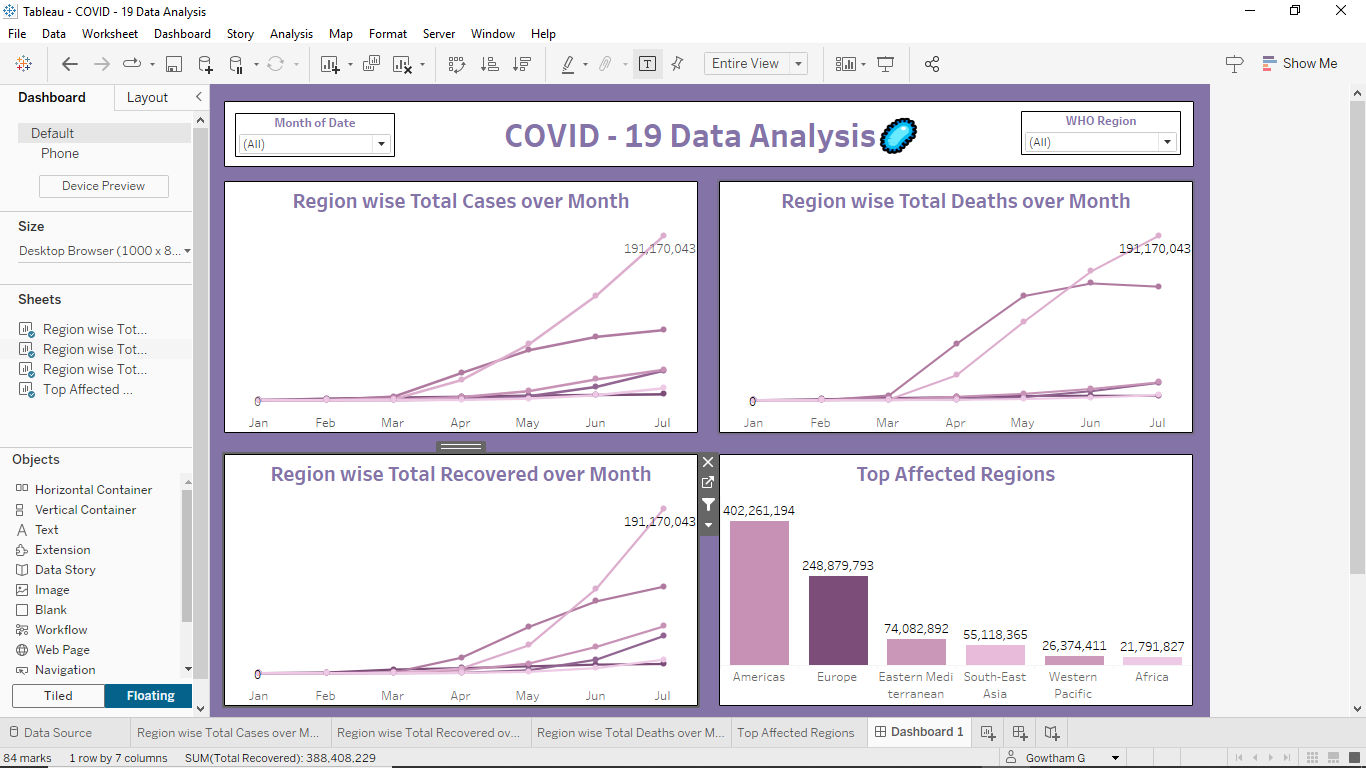 Tableau - COVID - 19 Data Analysis
File Data Worksheet Dashboard Story Analysis Map Format Server Window Help
Entire View
Show Me
Dashboard Layout
Default
Phone
Device Preview
Size
Desktop Browser (1000 x 8...
Sheets
Region wise Tot...
Region wise Tot...
Region wise Tot...
Top Affected ...
Objects
Horizontal Container
Vertical Container
Text
Extension
Data Story
Image
Blank
Workflow
Web Page
Navigation
Tiled Floating
Month of Date
(All)
COVID - 19 Data Analysis
WHO Region
(All)
Region wise Total Cases over Month
191,170,043
0
Jan Feb Mar Apr May Jun Jul
Region wise Total Deaths over Month
191,170,043
0
Jan Feb Mar Apr May Jun Jul
Region wise Total Recovered over Month
191,170,043
0
Jan Feb Mar Apr May Jun Jul
Top Affected Regions
402,261,194
248,879,793
74,082,892
55,118,365
26,374,411
21,791,827
Americas Europe Eastern Medi South-East Western Africa
terranean Asia Pacific
Data Source Region wise Total Cases over M... Region wise Total Recovered ov... Region wise Total Deaths over M... Top Affected Regions Dashboard 1
84 marks 1 row by 7 columns SUM(Total Recovered): 388,408,229 Gowtham G